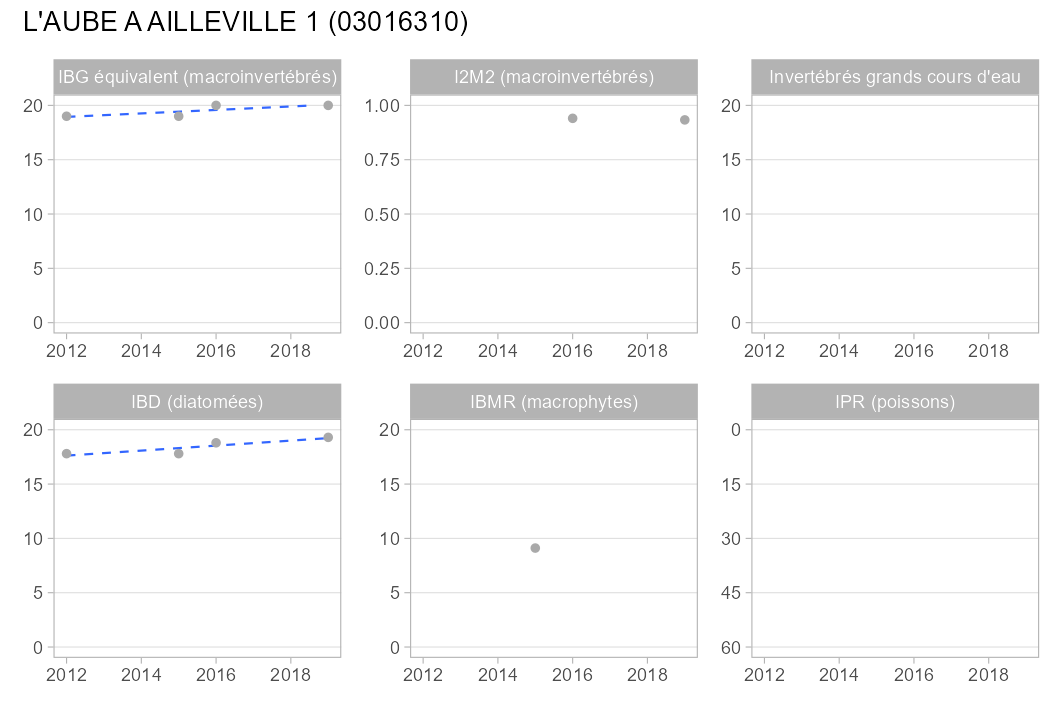 L'AUBE A AILLEVILLE 1 (03016310)
IBG équivalent (macroinvertébrés)
I2M2 (macroinvertébrés)
Invertébrés grands cours d'eau
20
15
10
5
0
2012 2014 2016 2018
1.00
0.75
0.50
0.25
0.00
2012 2014 2016 2018
20
15
10
5
0
2012 2014 2016 2018
IBD (diatomées)
IBMR (macrophytes)
IPR (poissons)
20
15
10
5
0
2012 2014 2016 2018
20
15
10
5
0
2012 2014 2016 2018
0
15
30
45
60
2012 2014 2016 2018